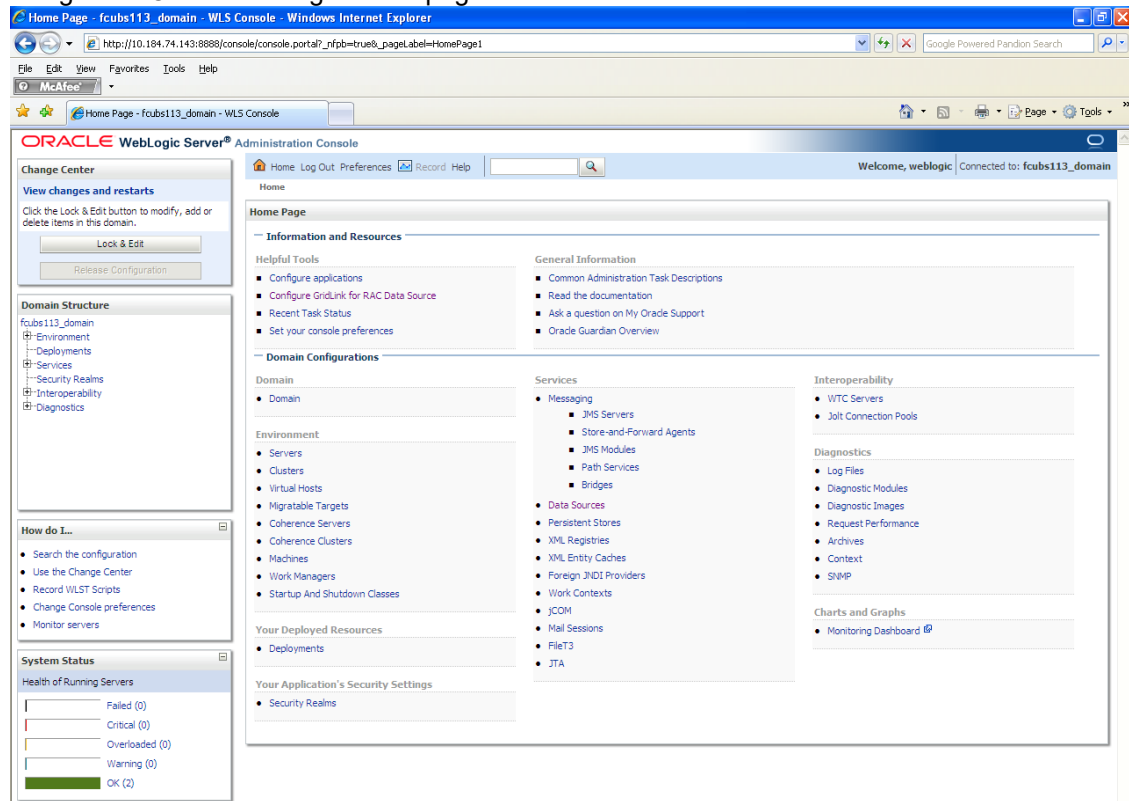 Home Page - fcubs113_domain - WLS Console - Windows Internet Explorer
http://10.184.74.143:8888/console/console.portal?_nfpb=true&_pageLabel=HomePage1
Google Powered Pandion Search
File Edit View Favorites Tools Help
McAfee
Home Page - fcubs113_domain - WLS Console
Page Tools
ORACLE WebLogic Server® Administration Console
Change Center
View changes and restarts
Click the Lock & Edit button to modify, add or
delete items in this domain.
Lock & Edit
Release Configuration
Domain Structure
fcubs113_domain
Environment
Deployments
Services
Security Realms
Interoperability
Diagnostics
How do I...
Search the configuration
Use the Change Center
Record WLST Scripts
Change Console preferences
Monitor servers
System Status
Health of Running Servers
Failed (0)
Critical (0)
Overloaded (0)
Warning (0)
OK (2)
Home Log Out Preferences Record Help
Welcome, weblogic Connected to: fcubs113_domain
Home
Home Page
Information and Resources
Helpful Tools
Configure applications
Configure GridLink for RAC Data Source
Recent Task Status
Set your console preferences
General Information
Common Administration Task Descriptions
Read the documentation
Ask a question on My Oracle Support
Oracle Guardian Overview
Domain Configurations
Domain
Domain
Environment
Servers
Clusters
Virtual Hosts
Migratable Targets
Coherence Servers
Coherence Clusters
Machines
Work Managers
Startup And Shutdown Classes
Your Deployed Resources
Deployments
Your Application's Security Settings
Security Realms
Services
Messaging
JMS Servers
Store-and-Forward Agents
JMS Modules
Path Services
Bridges
Data Sources
Persistent Stores
XML Registries
XML Entity Caches
Foreign JNDI Providers
Work Contexts
jCOM
Mail Sessions
FileT3
JTA
Interoperability
WTC Servers
Jolt Connection Pools
Diagnostics
Log Files
Diagnostic Modules
Diagnostic Images
Request Performance
Archives
Context
SNMP
Charts and Graphs
Monitoring Dashboard